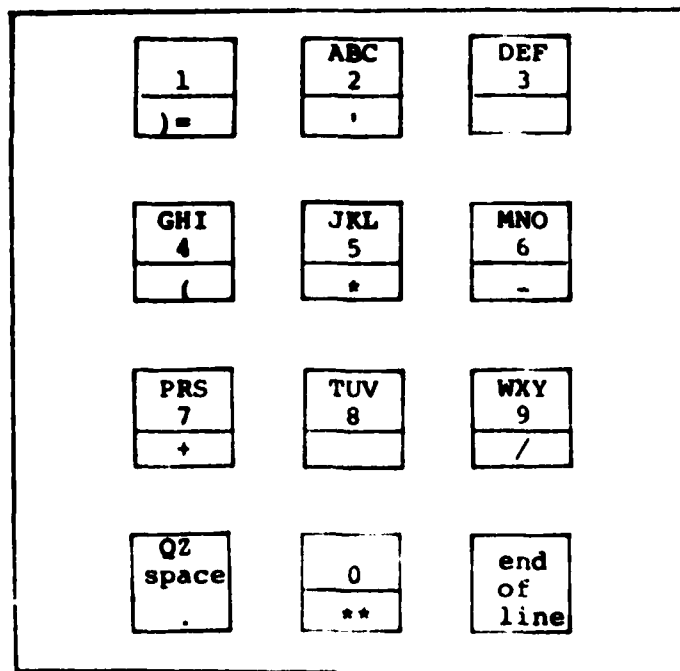 1
)=
ABC
2
'
DEF
3
GHI
4
(
JKL
5
*
MNO
6
-
PRS
7
+
TUV
8
WXY
9
/
QZ
space
.
0
**
end
of
line